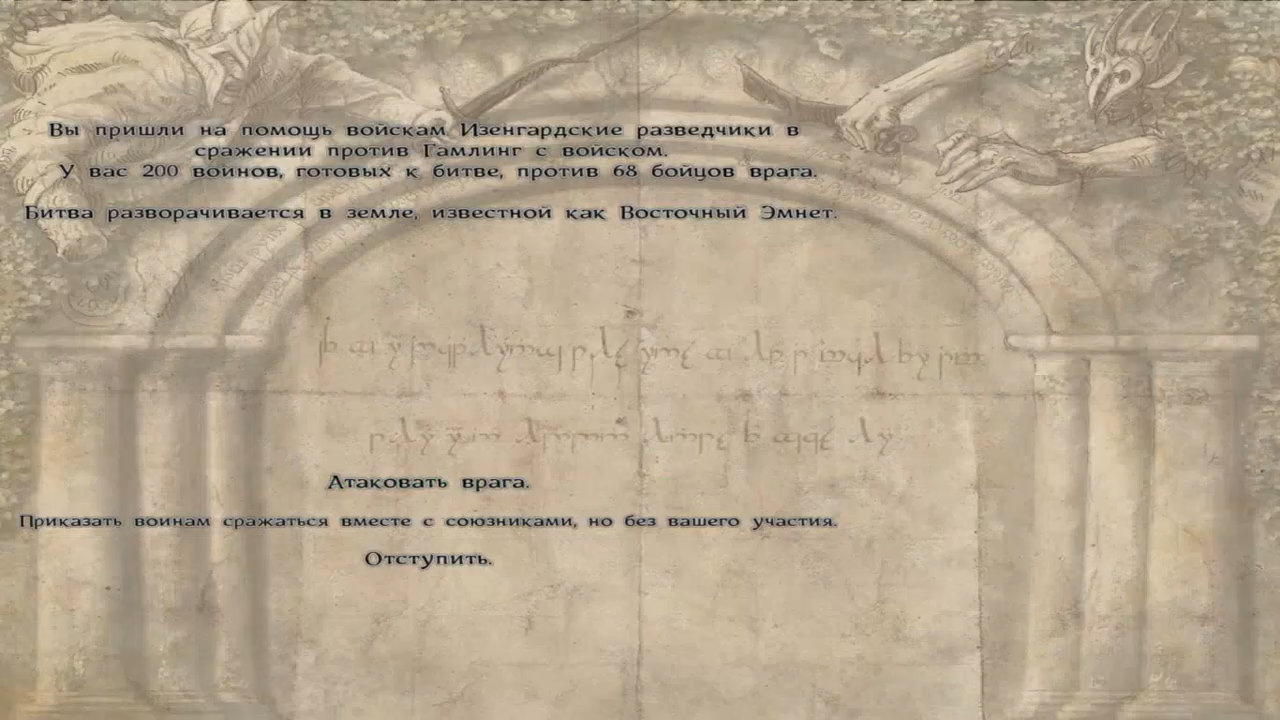 Вы пришли на помощь войскам Изенгардские разведчики в
сражении против Гамлинг с войском.
У вас 200 воинов, готовых к битве, против 68 бойцов врага.
Битва разворачивается в земле, известной как Восточный Эмнет.
Атаковать врага.
Приказать воинам сражаться вместе с союзниками, но без вашего участия.
Отступить.